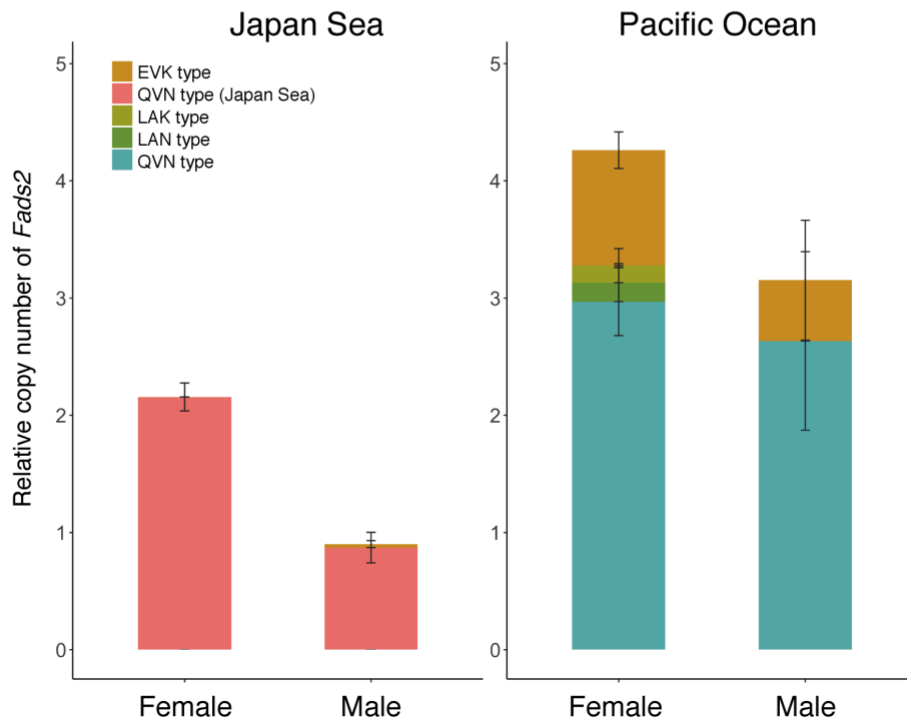 Japan Sea
Pacific Ocean
Relative copy number of Fads2
5
4
3
2
1
0
EVK type
QVN type (Japan Sea)
LAK type
LAN type
QVN type
Female
Male
5
4
3
2
1
0
Female
Male